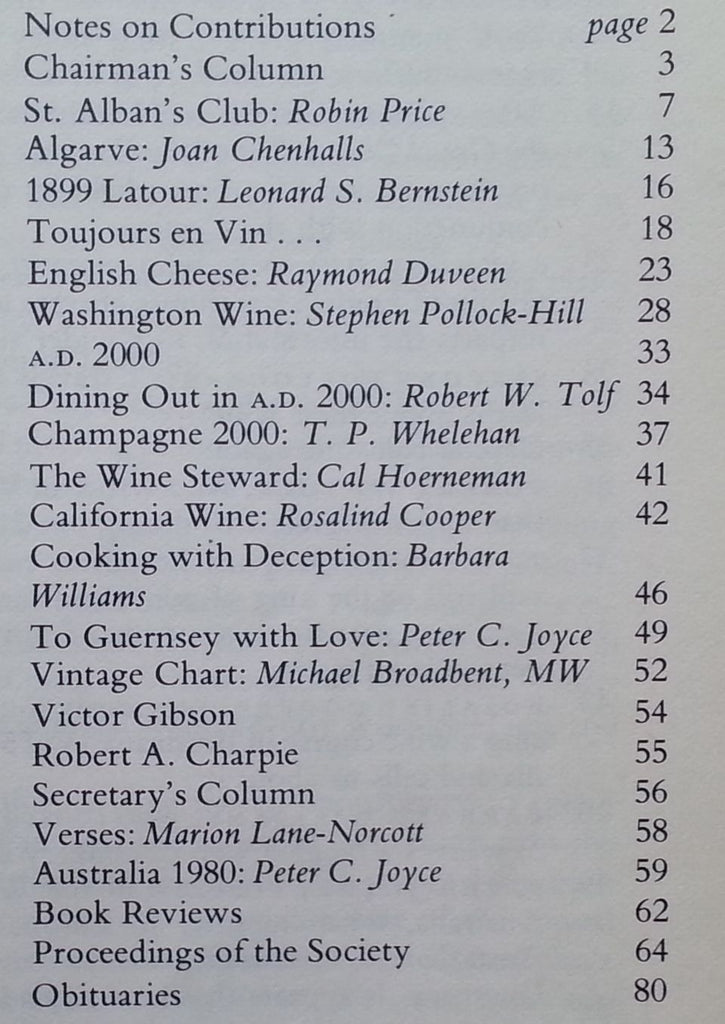 Notes on Contributions page 2
Chairman's Column 3
St. Alban's Club: Robin Price 7
Algarve: Joan Chenhalls 13
1899 Latour: Leonard S. Bernstein 16
Toujours en Vin . . . 18
English Cheese: Raymond Duveen 23
Washington Wine: Stephen Pollock-Hill 28
A.D. 2000 33
Dining Out in A.D. 2000: Robert W. Tolf 34
Champagne 2000: T. P. Whelehan 37
The Wine Steward: Cal Hoerneman 41
California Wine: Rosalind Cooper 42
Cooking with Deception: Barbara
Williams 46
To Guernsey with Love: Peter C. Joyce 49
Vintage Chart: Michael Broadbent, MW 52
Victor Gibson 54
Robert A. Charpie 55
Secretary's Column 56
Verses: Marion Lane-Norcott 58
Australia 1980: Peter C. Joyce 59
Book Reviews 62
Proceedings of the Society 64
Obituaries 80